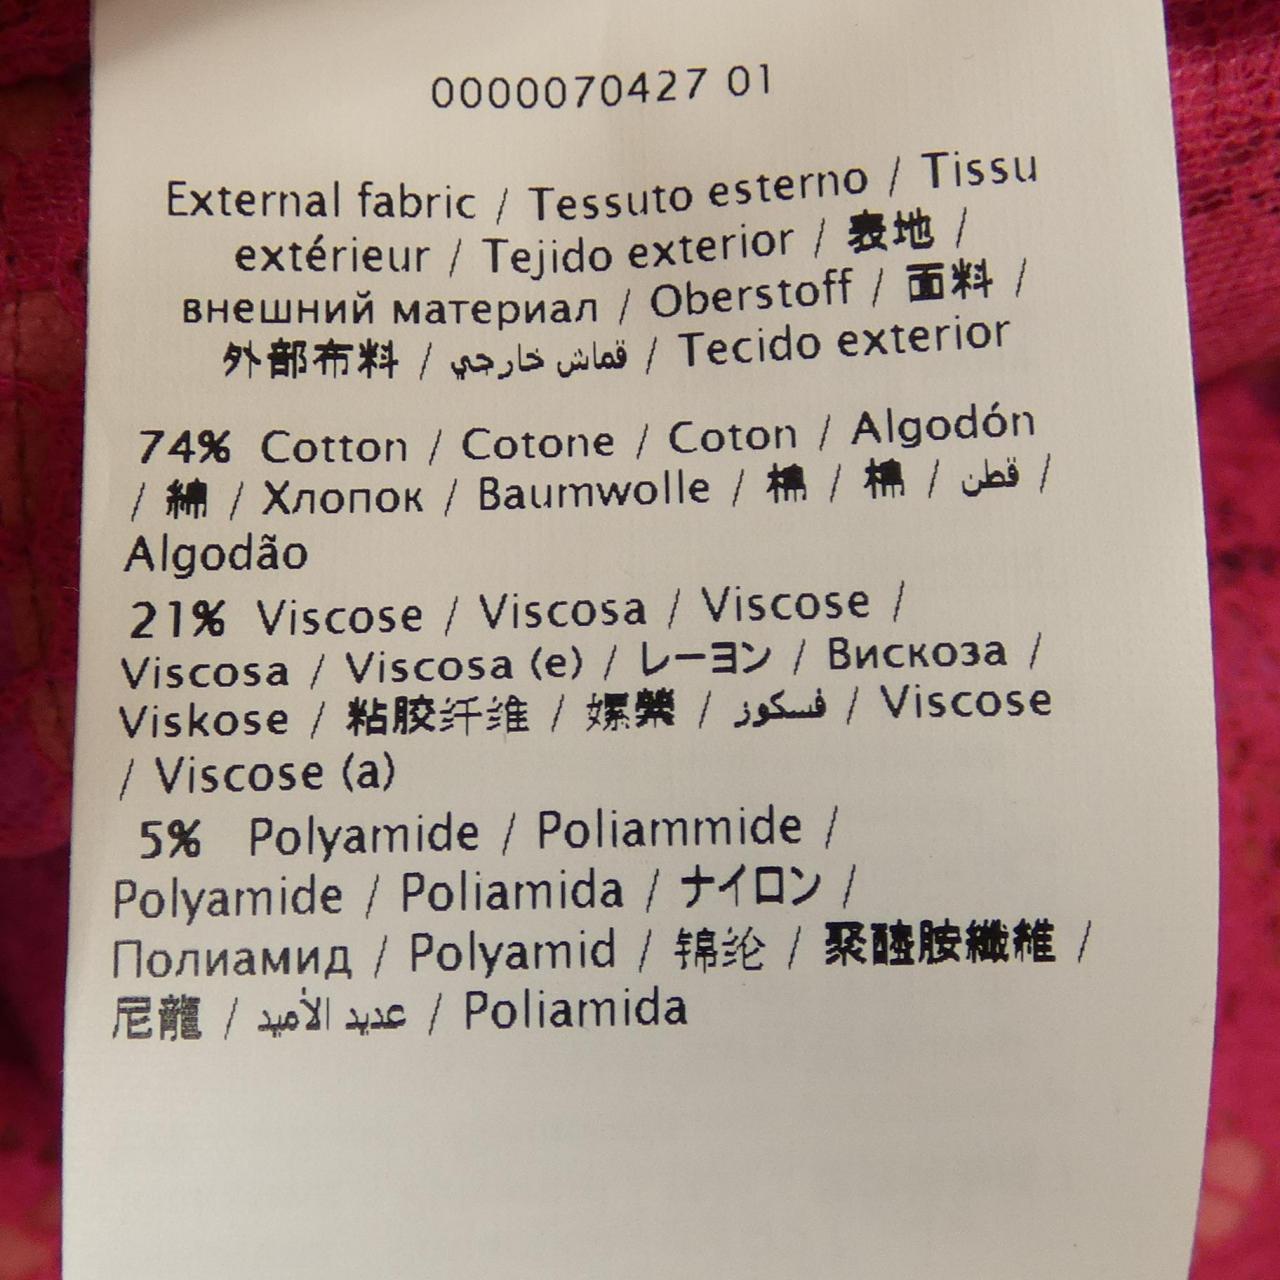 0000070427 01
External fabric / Tessuto esterno / Tissu
extérieur / Tejido exterior / 表地 /
внешний материал / Oberstoff / 面料 /
外部布料 / قماش خارجي / Tecido exterior
74% Cotton / Cotone / Coton / Algodón
/ 綿 / Хлопок / Baumwolle / 棉 / 棉 / قطن /
Algodão
21% Viscose / Viscosa / Viscose /
Viscosa / Viscosa (e) / レーヨン / Вискоза /
Viskose / 粘胶纤维 / 嫘縈 / فسكوز / Viscose
/ Viscose (a)
5% Polyamide / Poliammide /
Polyamide / Poliamida / ナイロン /
Полиамид / Polyamid / 锦纶 / 聚醯胺纖維 /
尼龍 / عديد الأميد / Poliamida